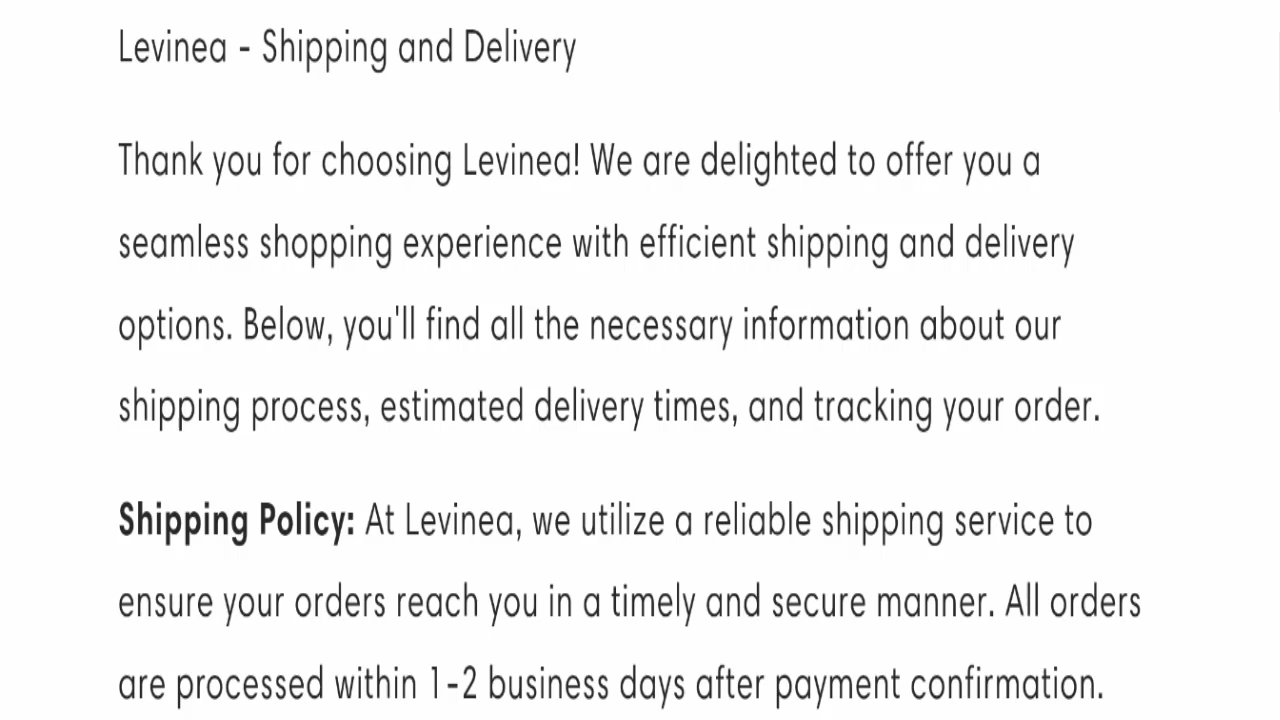 Levinea - Shipping and Delivery
Thank you for choosing Levinea! We are delighted to offer you a
seamless shopping experience with efficient shipping and delivery
options. Below, you'll find all the necessary information about our
shipping process, estimated delivery times, and tracking your order.
Shipping Policy: At Levinea, we utilize a reliable shipping service to
ensure your orders reach you in a timely and secure manner. All orders
are processed within 1-2 business days after payment confirmation.